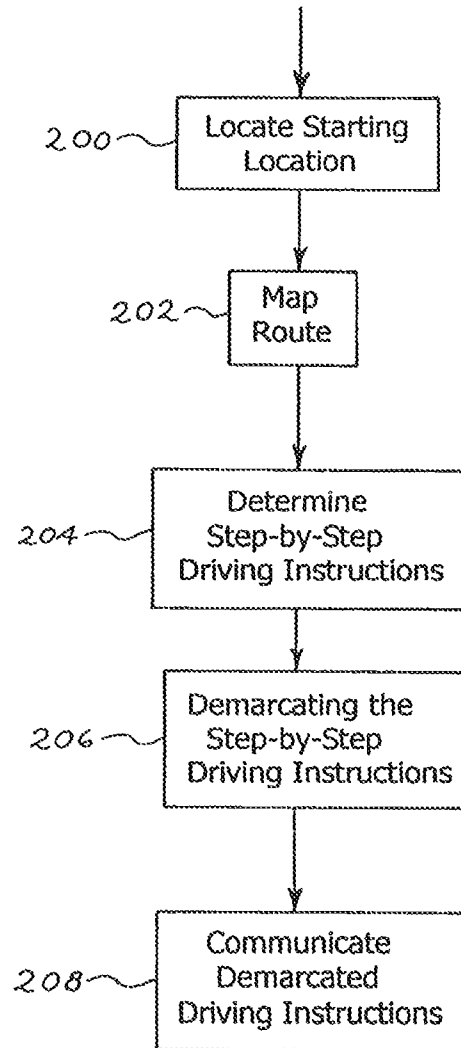 200
Locate Starting
Location
202
Map
Route
204
Determine
Step-by-Step
Driving Instructions
206
Demarcating the
Step-by-Step
Driving Instructions
208
Communicate
Demarcated
Driving Instructions